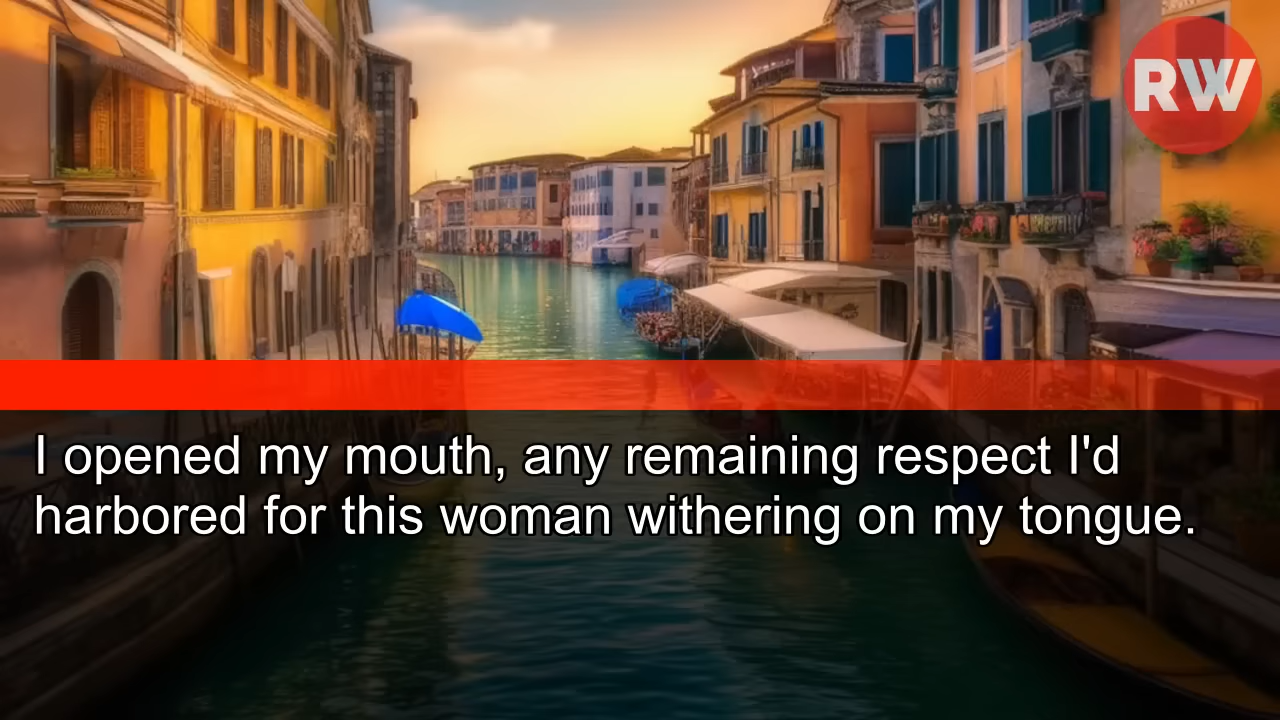 RW
I opened my mouth, any remaining respect I'd
harbored for this woman withering on my tongue.